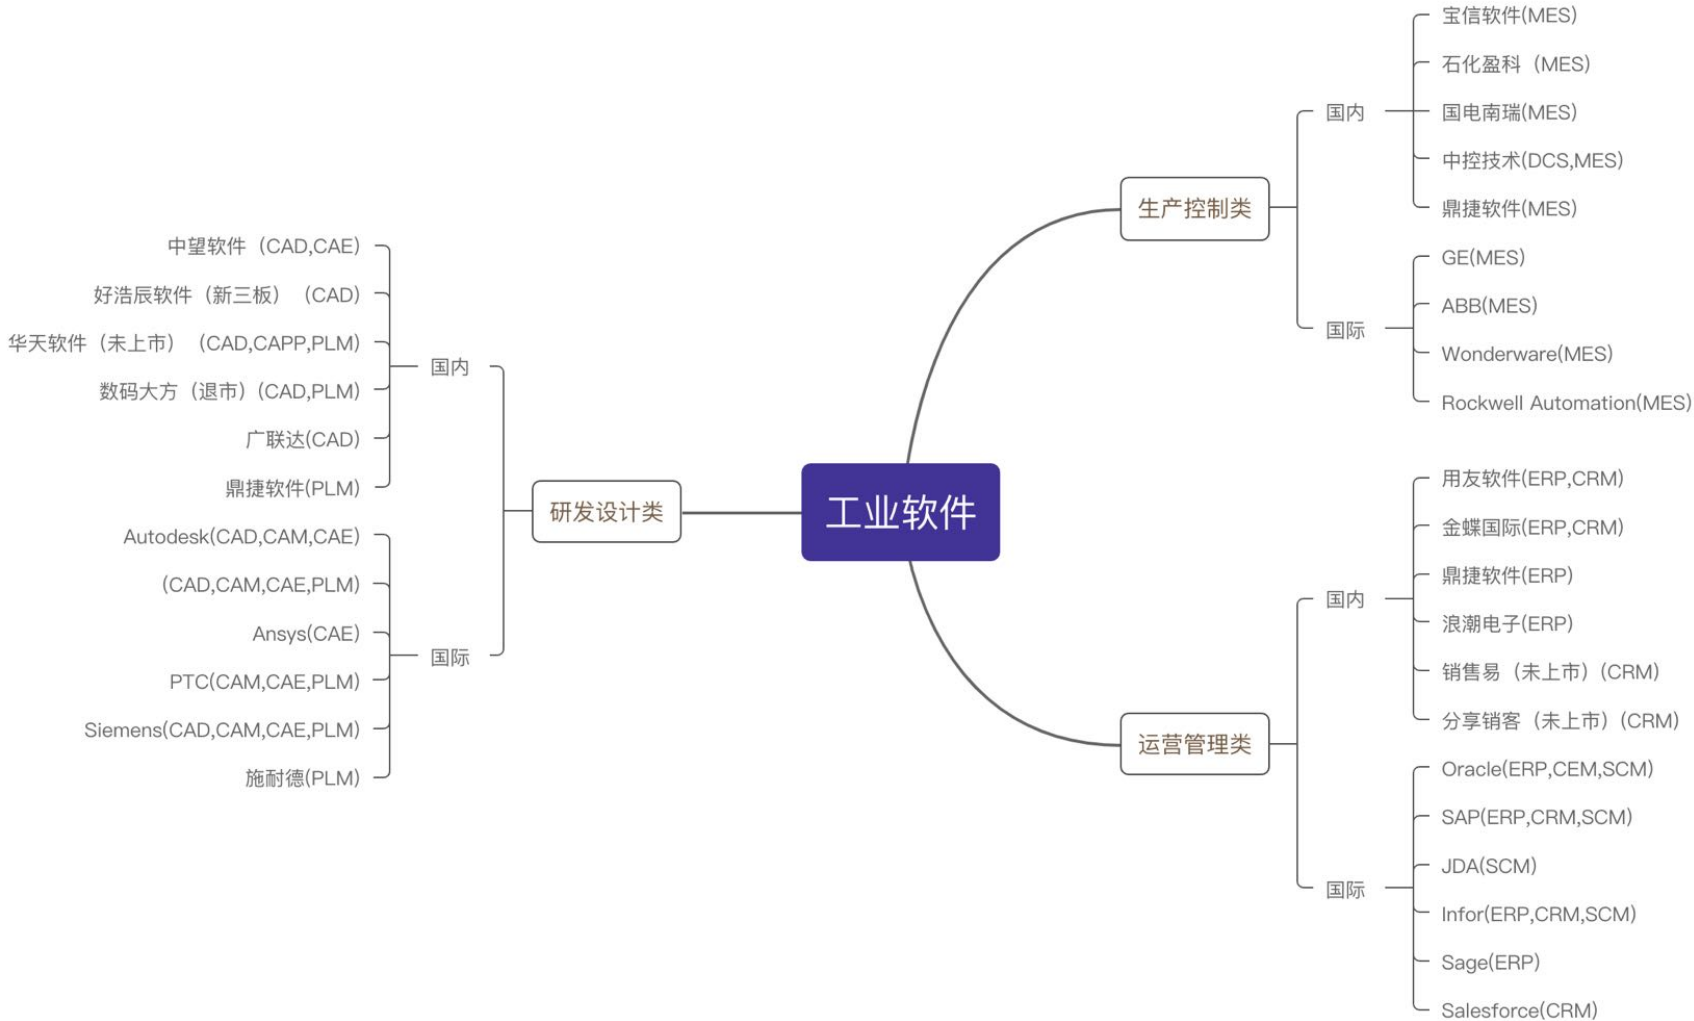 工业软件
研发设计类
国内
中望软件（CAD,CAE）
好浩辰软件（新三板）（CAD）
华天软件（未上市）（CAD,CAPP,PLM）
数码大方（退市）(CAD,PLM）
广联达(CAD）
鼎捷软件(PLM）
国际
Autodesk(CAD,CAM,CAE）
(CAD,CAM,CAE,PLM）
Ansys(CAE）
PTC(CAM,CAE,PLM）
Siemens(CAD,CAM,CAE,PLM）
施耐德(PLM）
生产控制类
国内
宝信软件(MES）
石化盈科（MES）
国电南瑞(MES）
中控技术(DCS,MES）
鼎捷软件(MES）
国际
GE(MES）
ABB(MES）
Wonderware(MES）
Rockwell Automation(MES）
运营管理类
国内
用友软件(ERP,CRM）
金蝶国际(ERP,CRM）
鼎捷软件(ERP）
浪潮电子(ERP）
销售易（未上市）(CRM）
分享销客（未上市）(CRM）
国际
Oracle(ERP,CEM,SCM）
SAP(ERP,CRM,SCM）
JDA(SCM）
Infor(ERP,CRM,SCM）
Sage(ERP）
Salesforce(CRM）